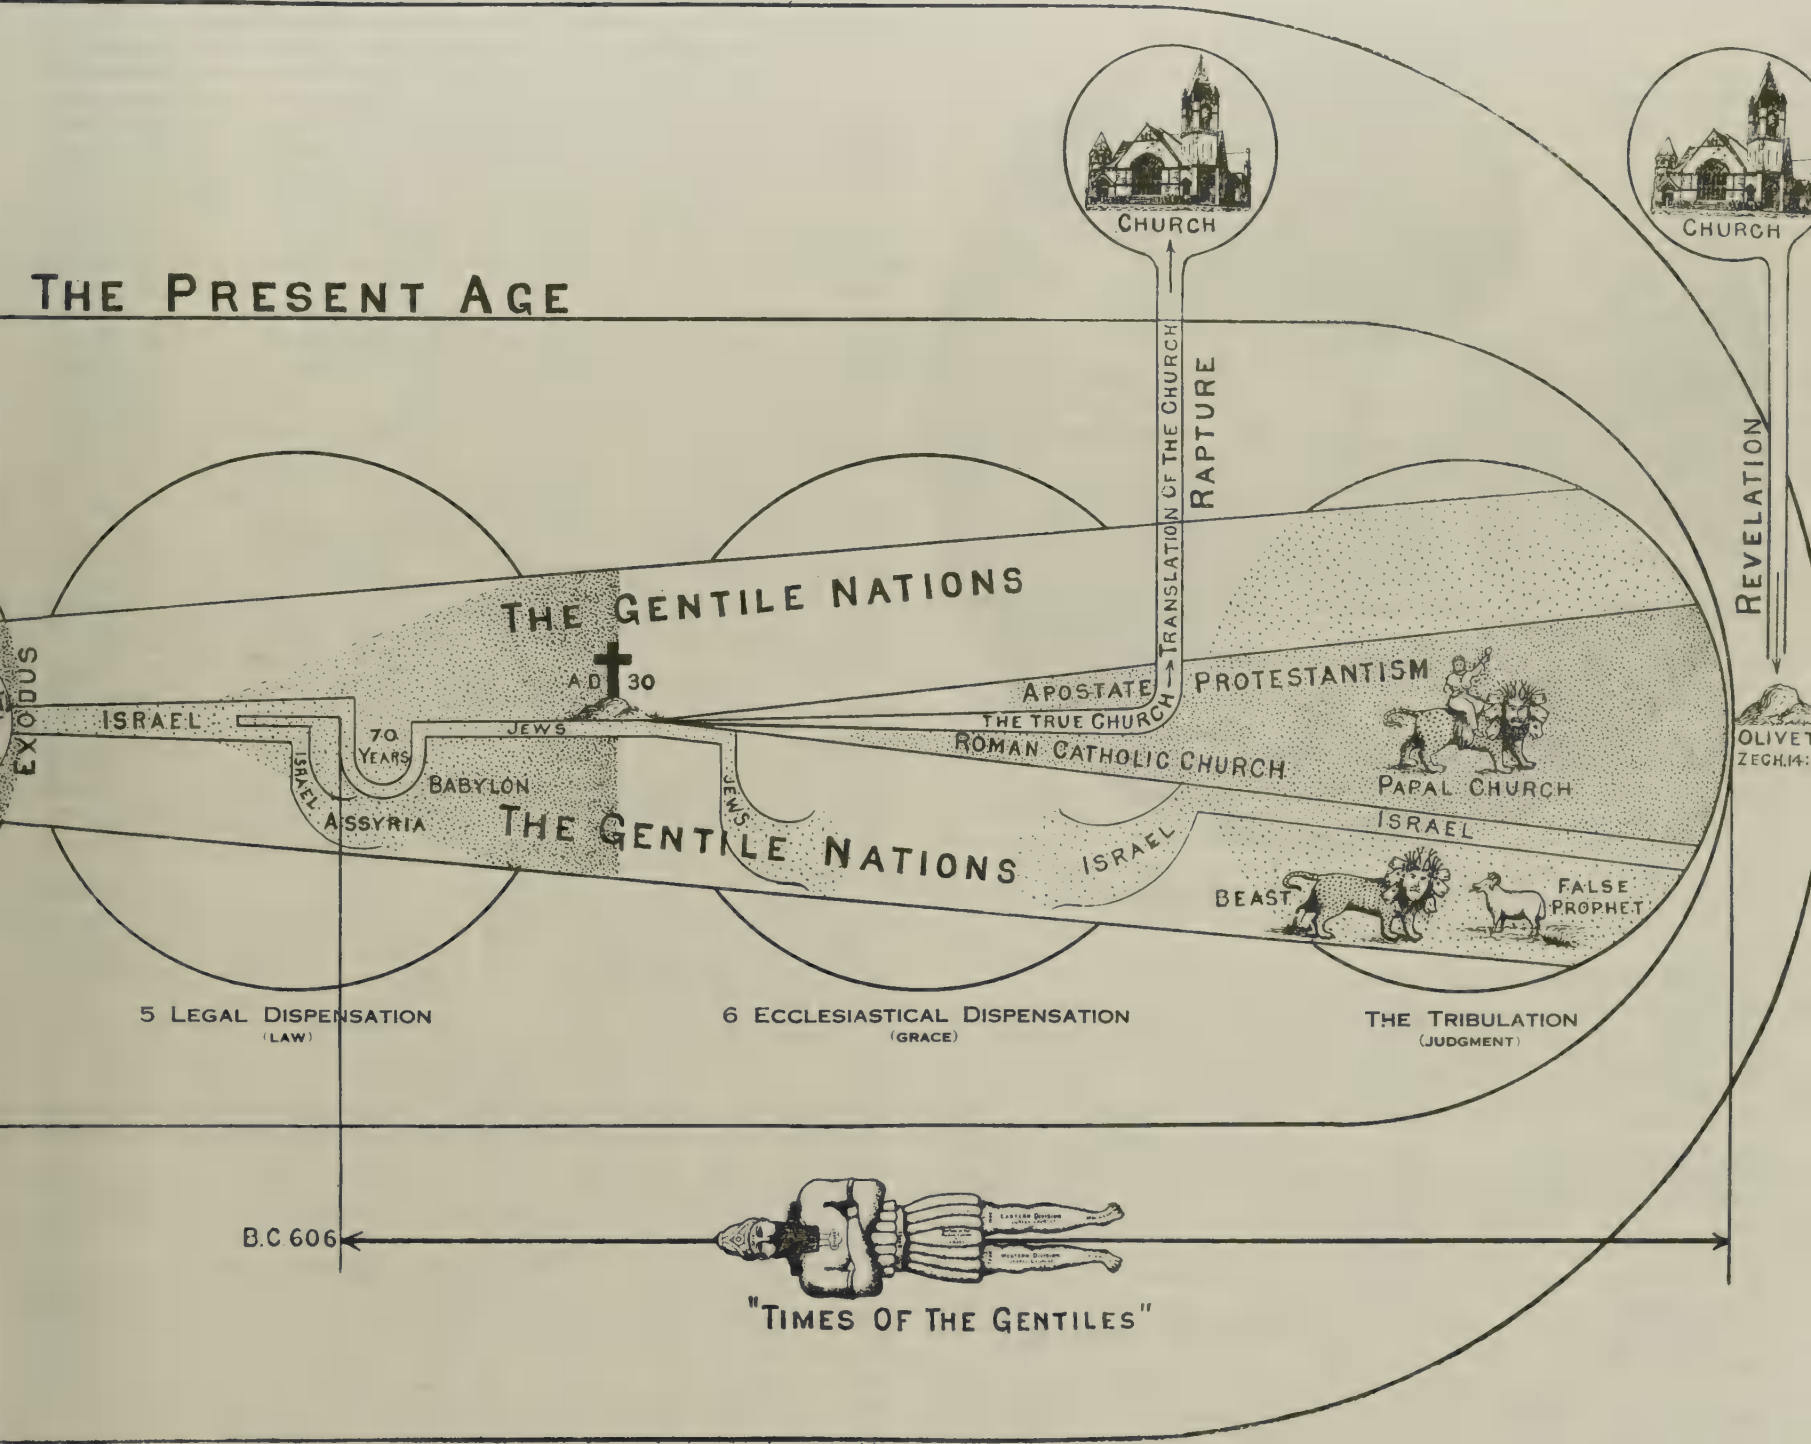 CHURCH
CHURCH
THE PRESENT AGE
TRANSLATION OF THE CHURCH
RAPTURE
REVELATION
THE GENTILE NATIONS
EXODUS
AD 30
ISRAEL
JEWS
70
YEARS
APOSTATE PROTESTANTISM
THE TRUE CHURCH
ROMAN CATHOLIC CHURCH
PAPAL CHURCH
OLIVET
ZECH.14:
ISRAEL
BABYLON
ASSYRIA
JEWS
THE GENTILE NATIONS
ISRAEL
ISRAEL
BEAST
FALSE
PROPHET
5 LEGAL DISPENSATION
(LAW)
6 ECCLESIASTICAL DISPENSATION
(GRACE)
THE TRIBULATION
(JUDGMENT)
B.C 606
EASTERN DIVISION
WESTERN DIVISION
"TIMES OF THE GENTILES"